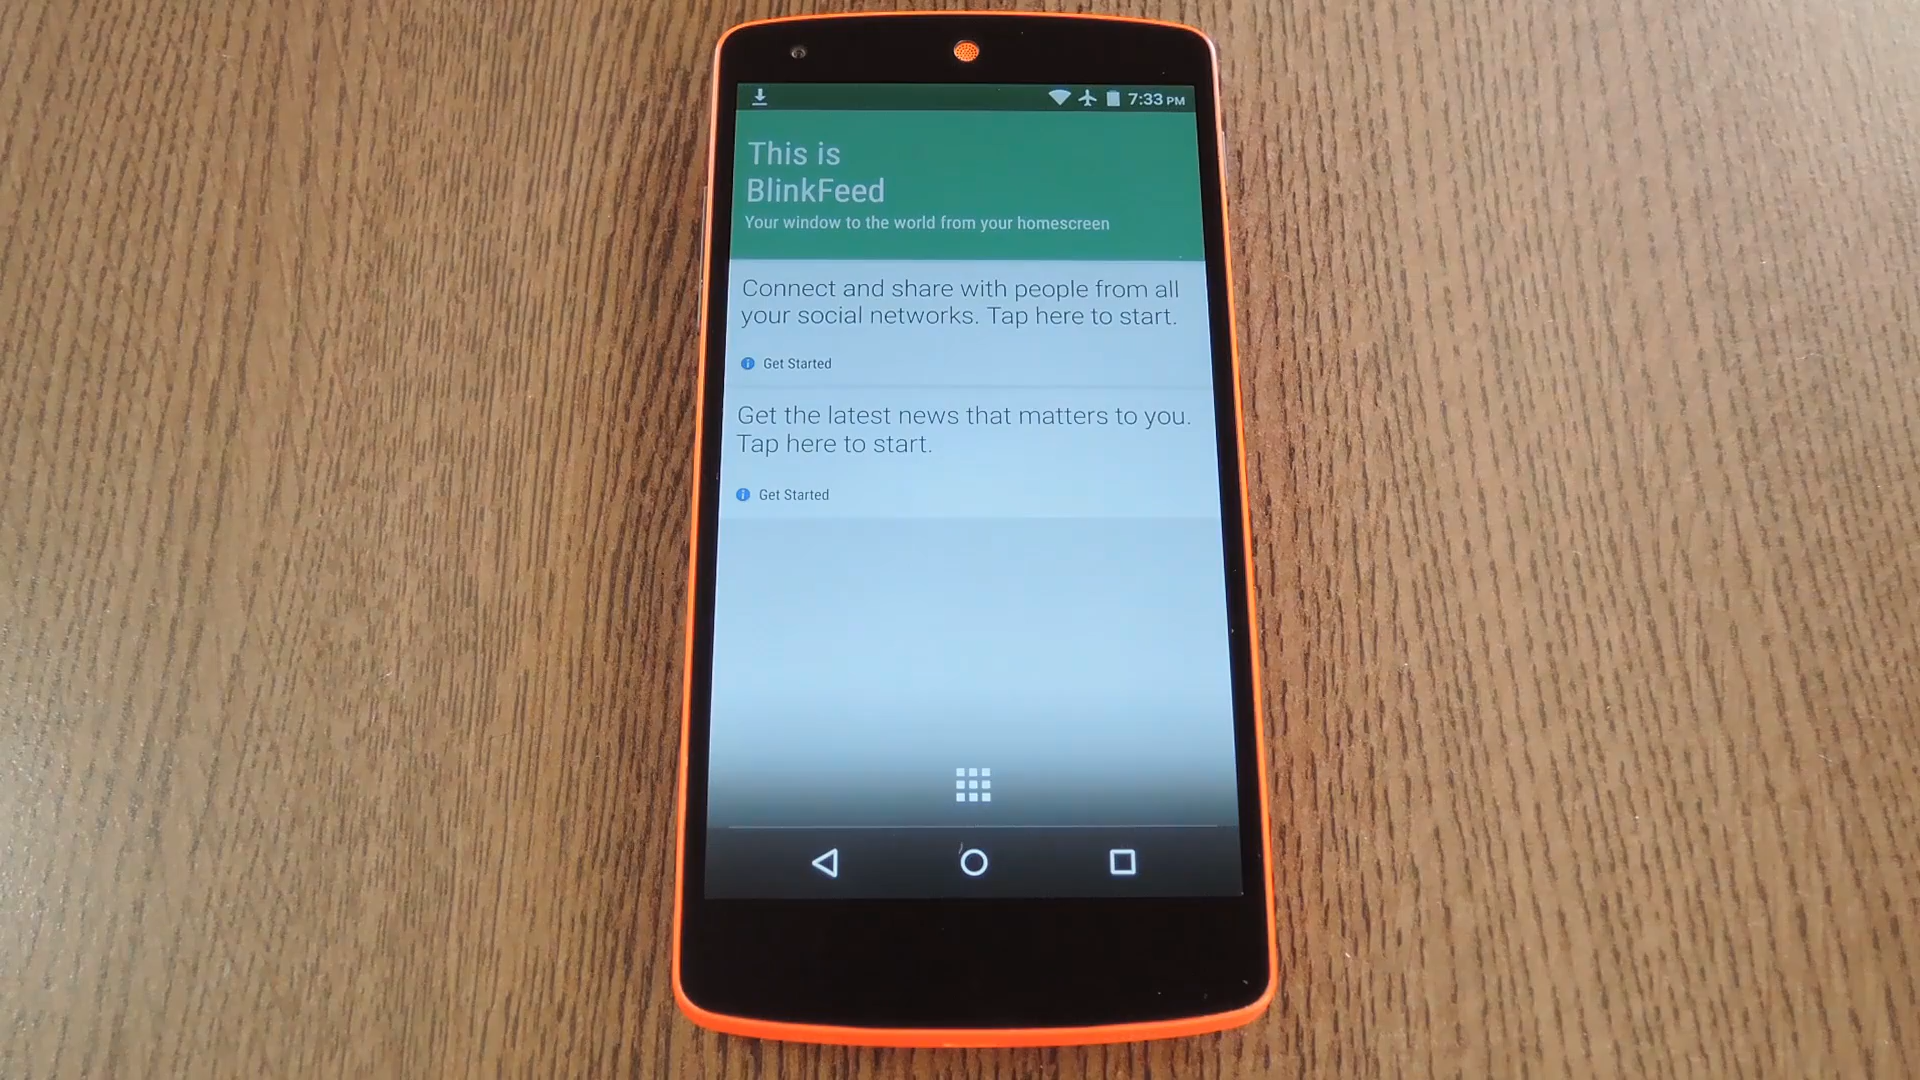 7:33 PM
This is
BlinkFeed
Your window to the world from your homescreen
Connect and share with people from all
your social networks. Tap here to start.
Get Started
Get the latest news that matters to you.
Tap here to start.
Get Started